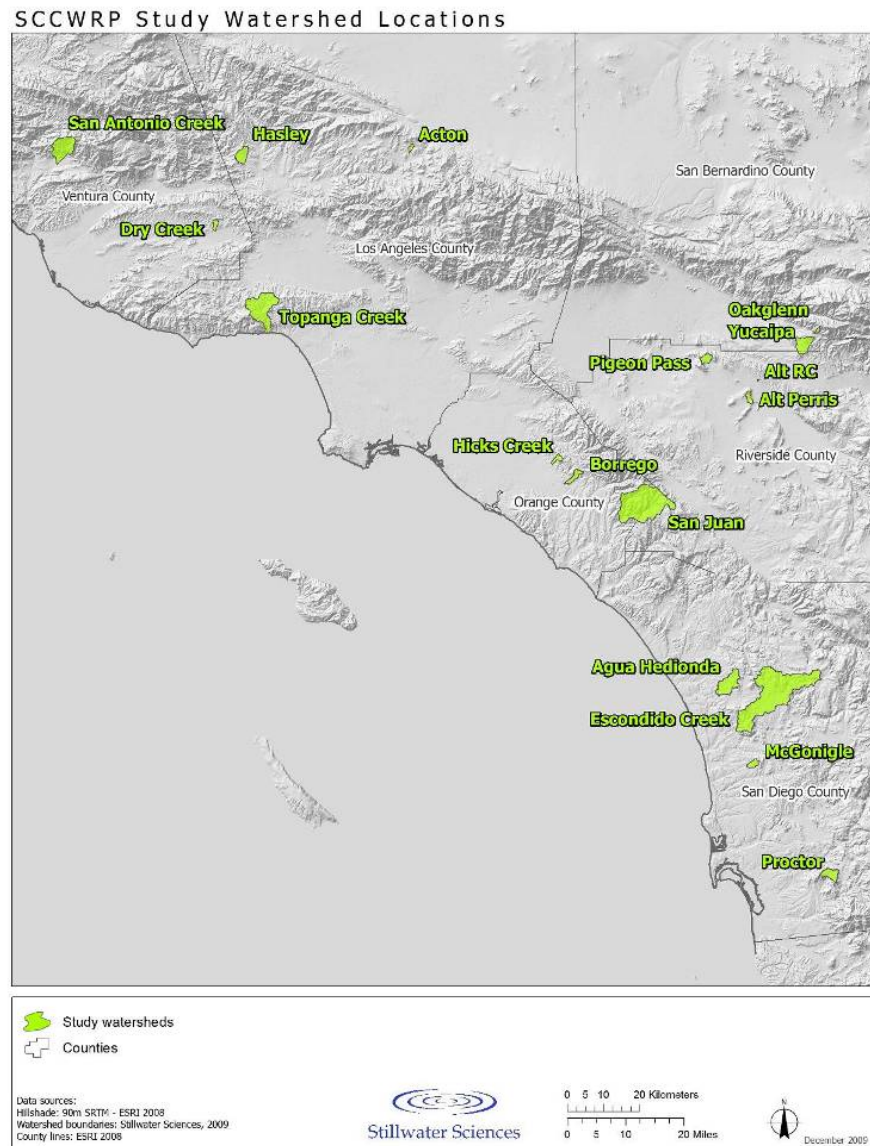 SCCWRP Study Watershed Locations
San Antonio Creek
Hasley
Acton
San Bernardino County
Ventura County
Dry Creek
Los Angeles County
Topanga Creek
Oakglenn
Yucaipa
Pigeon Pass
Alt RC
Alt Perris
Hicks Creek
Borrego
Riverside County
Orange County
San Juan
Agua Hedionda
Escondido Creek
McGonigle
San Diego County
Proctor
Study watersheds
Counties
Data sources:
Hillshade: 90m SRTM - ESRI 2008
Watershed boundaries: Stillwater Sciences, 2009
County lines: ESRI 2008
Stillwater Sciences
0 5 10 20 Kilometers
0 5 10 20 Miles
N
December 2009